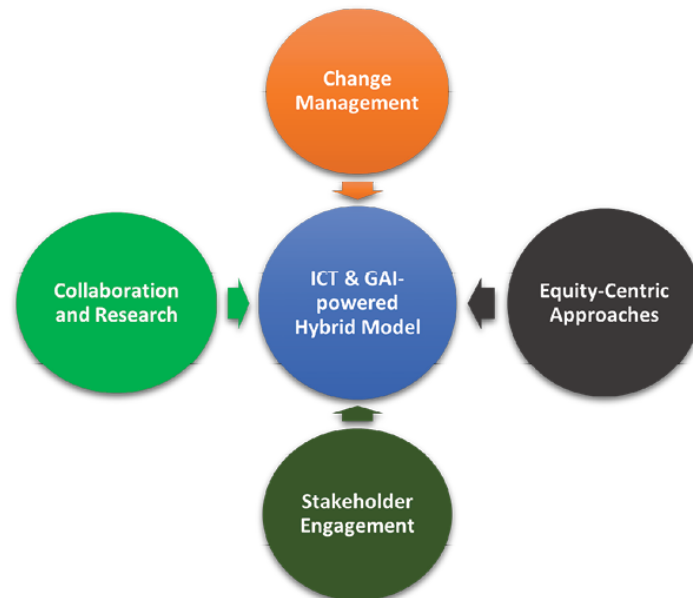 Change
Management
Collaboration
and Research
ICT & GAI-
powered
Hybrid Model
Equity-Centric
Approaches
Stakeholder
Engagement